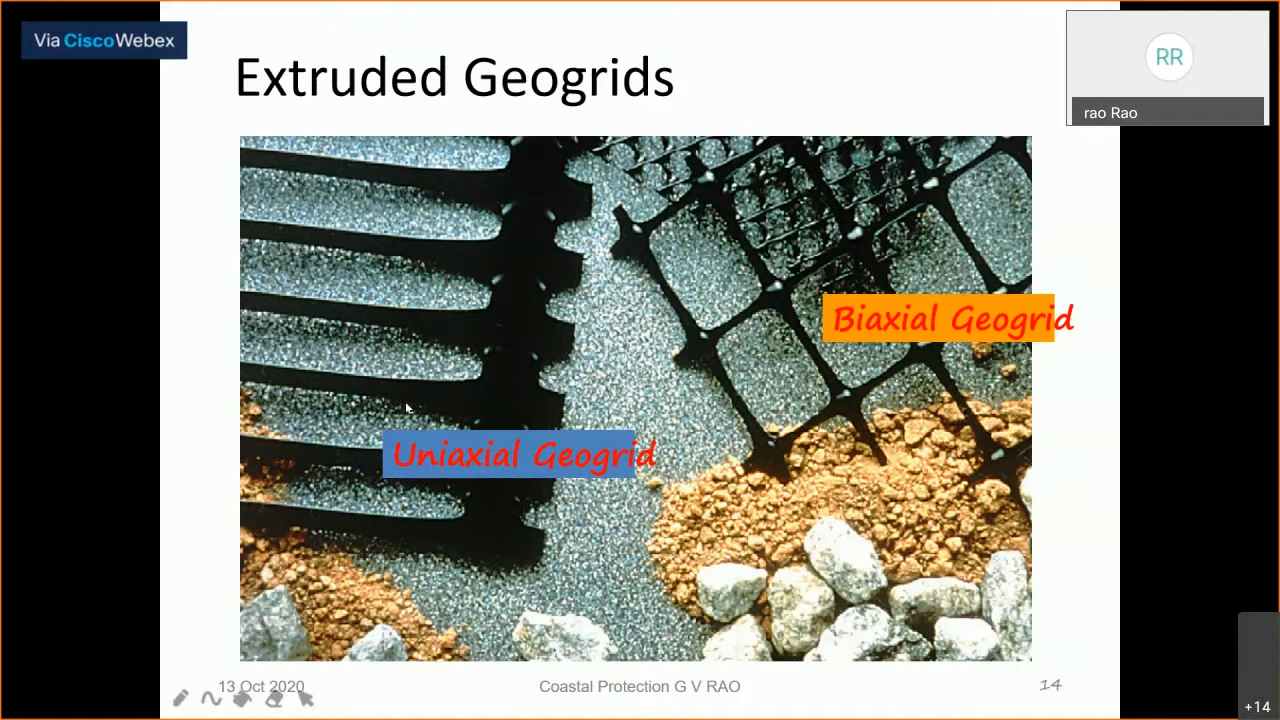 Via CiscoWebex
Extruded Geogrids
RR
rao Rao
Biaxial Geogrid
Uniaxial Geogrid
13 Oct 2020
Coastal Protection G V RAO
14
+14